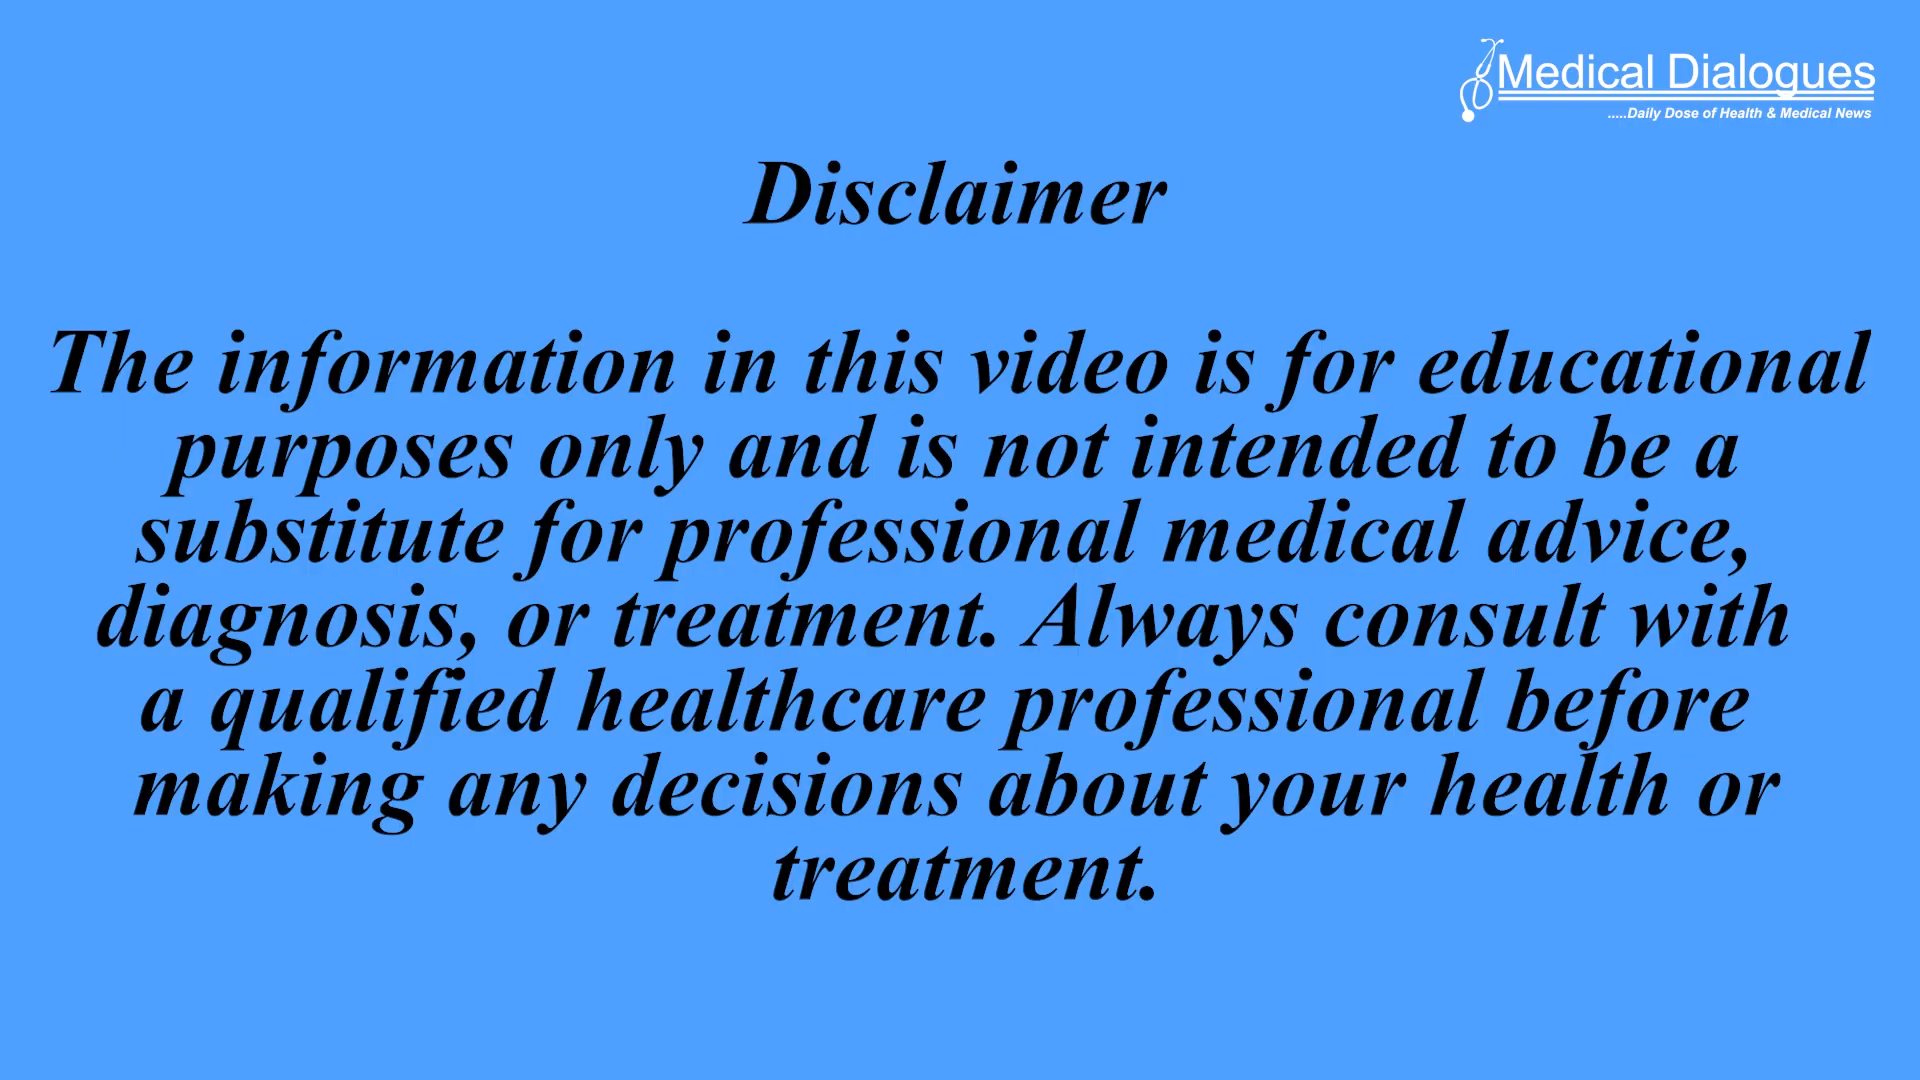 Medical Dialogues
.....Daily Dose of Health & Medical News
Disclaimer
The information in this video is for educational
purposes only and is not intended to be a
substitute for professional medical advice,
diagnosis, or treatment. Always consult with
a qualified healthcare professional before
making any decisions about your health or
treatment.